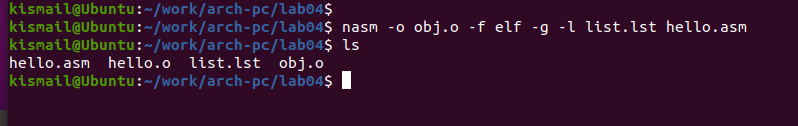 kismail@Ubuntu:~/work/arch-pc/lab04$
kismail@Ubuntu:~/work/arch-pc/lab04$ nasm -o obj.o -f elf -g -l list.lst hello.asm
kismail@Ubuntu:~/work/arch-pc/lab04$ ls
hello.asm  hello.o  list.lst  obj.o
kismail@Ubuntu:~/work/arch-pc/lab04$